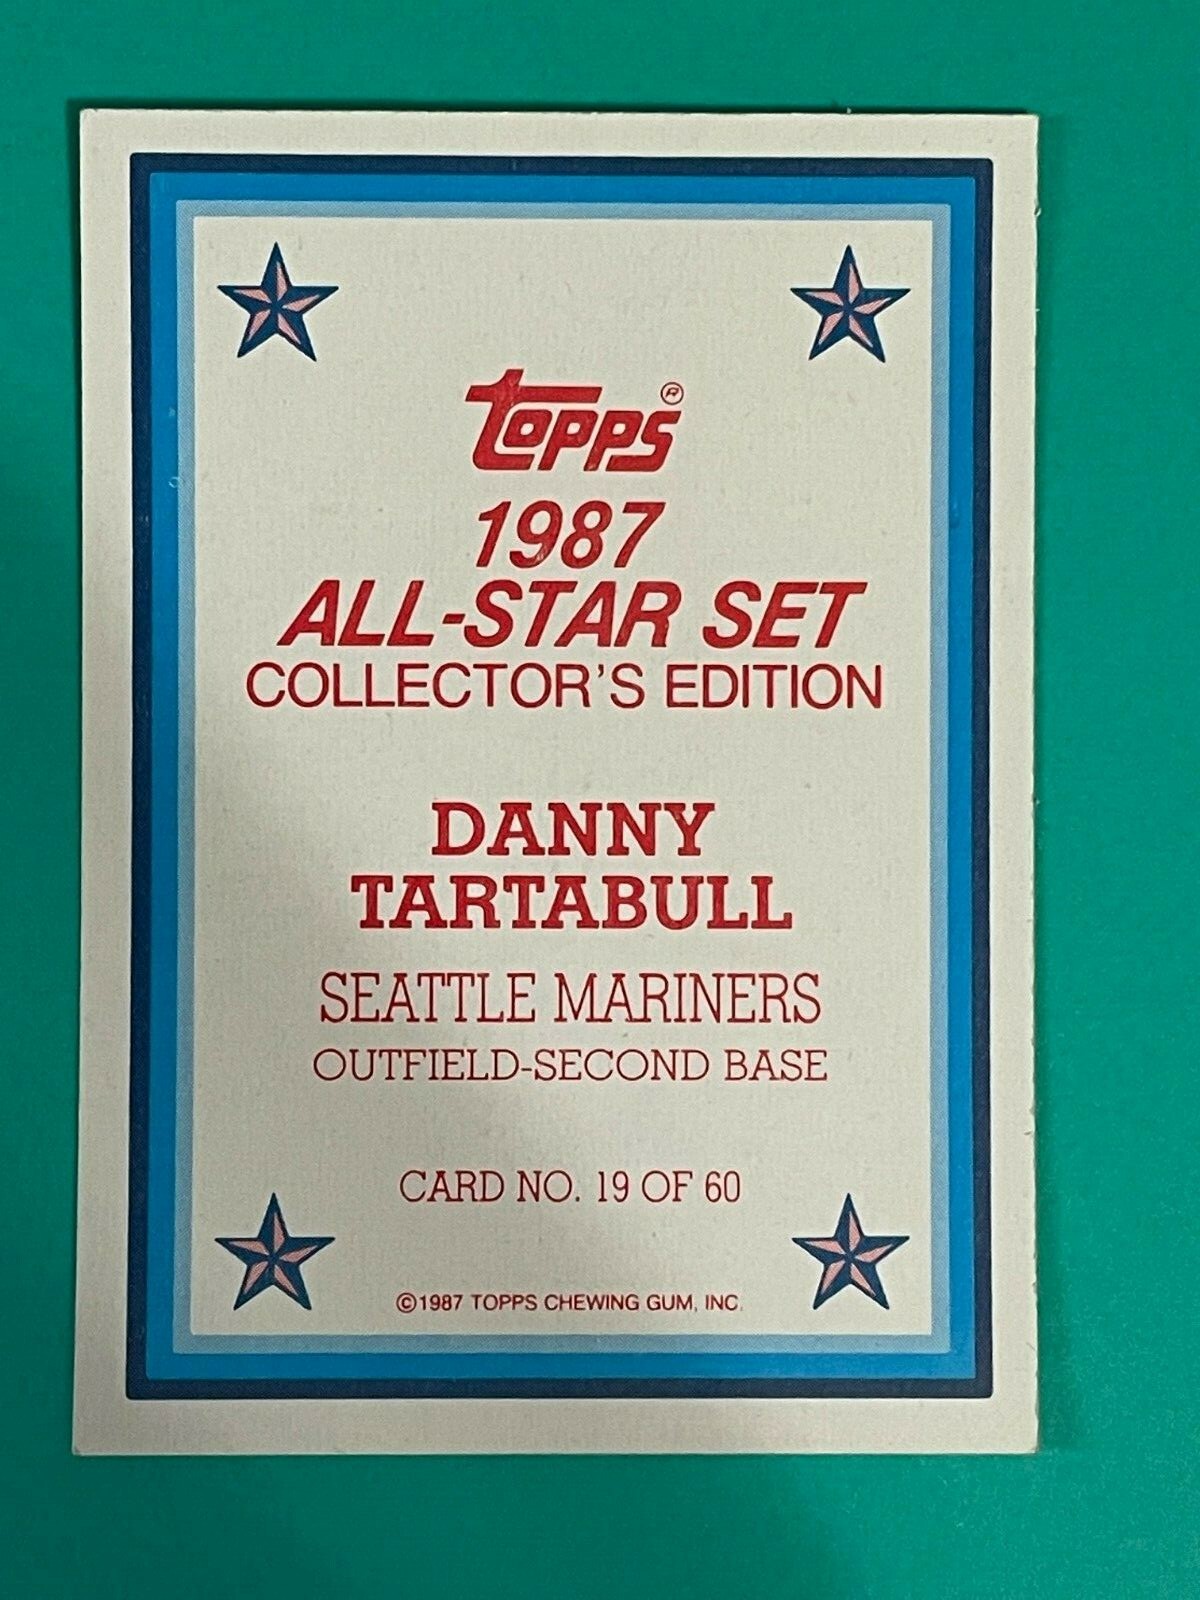 TOPPS®
1987
ALL-STAR SET
COLLECTOR'S EDITION
DANNY
TARTABULL
SEATTLE MARINERS
OUTFIELD-SECOND BASE
CARD NO. 19 OF 60
©1987 TOPPS CHEWING GUM, INC.